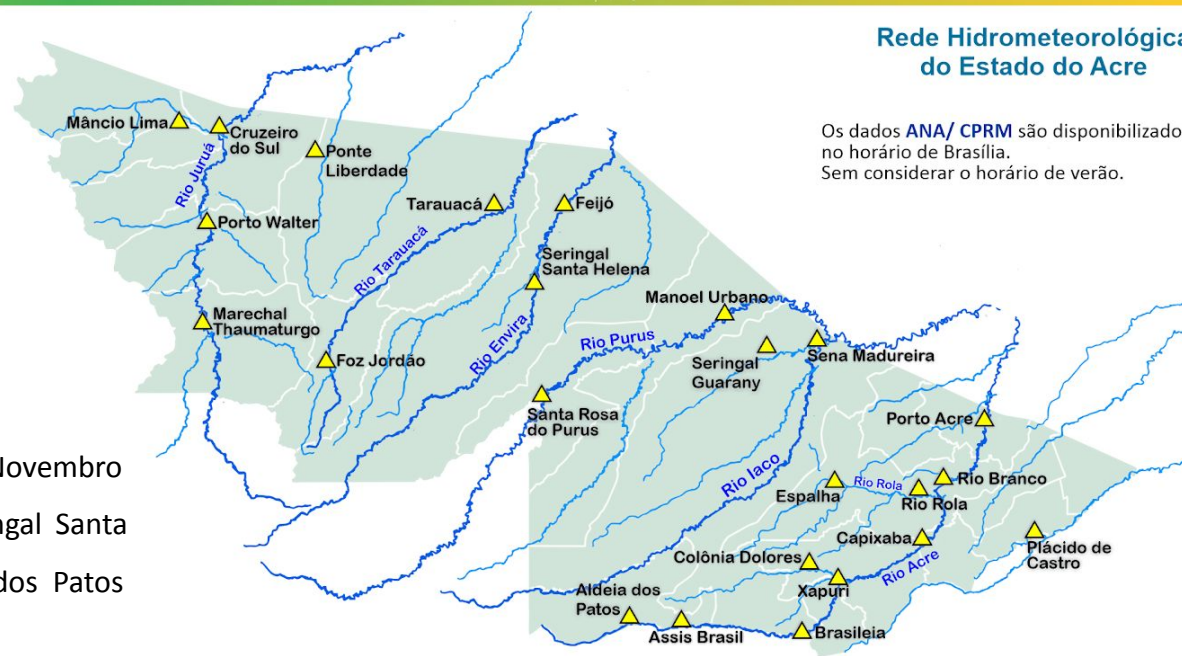 Rede Hidrometeorológica
do Estado do Acre
Os dados ANA/ CPRM são disponibilizado
no horário de Brasília.
Sem considerar o horário de verão.
Mâncio Lima
Cruzeiro
do Sul
Ponte
Liberdade
Rio Juruá
Porto Walter
Tarauacá
Feijó
Rio Tarauacá
Seringal
Santa Helena
Marechal
Thaumaturgo
Foz Jordão
Rio Envira
Manoel Urbano
Rio Purus
Seringal
Guarany
Sena Madureira
Santa Rosa
do Purus
Porto Acre
Novembro
ngal Santa
dos Patos
Rio Iaco
Espalha
Rio Rola
Rio Rola
Rio Branco
Capixaba
Rio Acre
Plácido de
Castro
Colônia Dolores
Xapuri
Aldeia dos
Patos
Assis Brasil
Brasileia